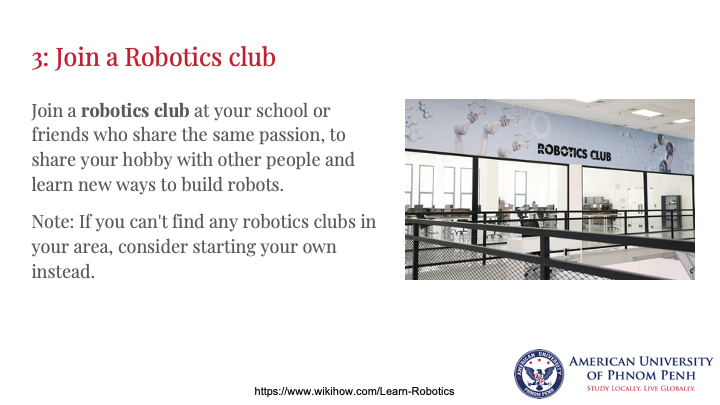 3: Join a Robotics club
Join a robotics club at your school or
friends who share the same passion, to
share your hobby with other people and
learn new ways to build robots.
Note: If you can't find any robotics clubs in
your area, consider starting your own
instead.
ROBOTICS CLUB
AMERICAN UNIVERSITY
OF PHNOM PENH
STUDY LOCALLY. LIVE GLOBALLY.
https://www.wikihow.com/Learn-Robotics